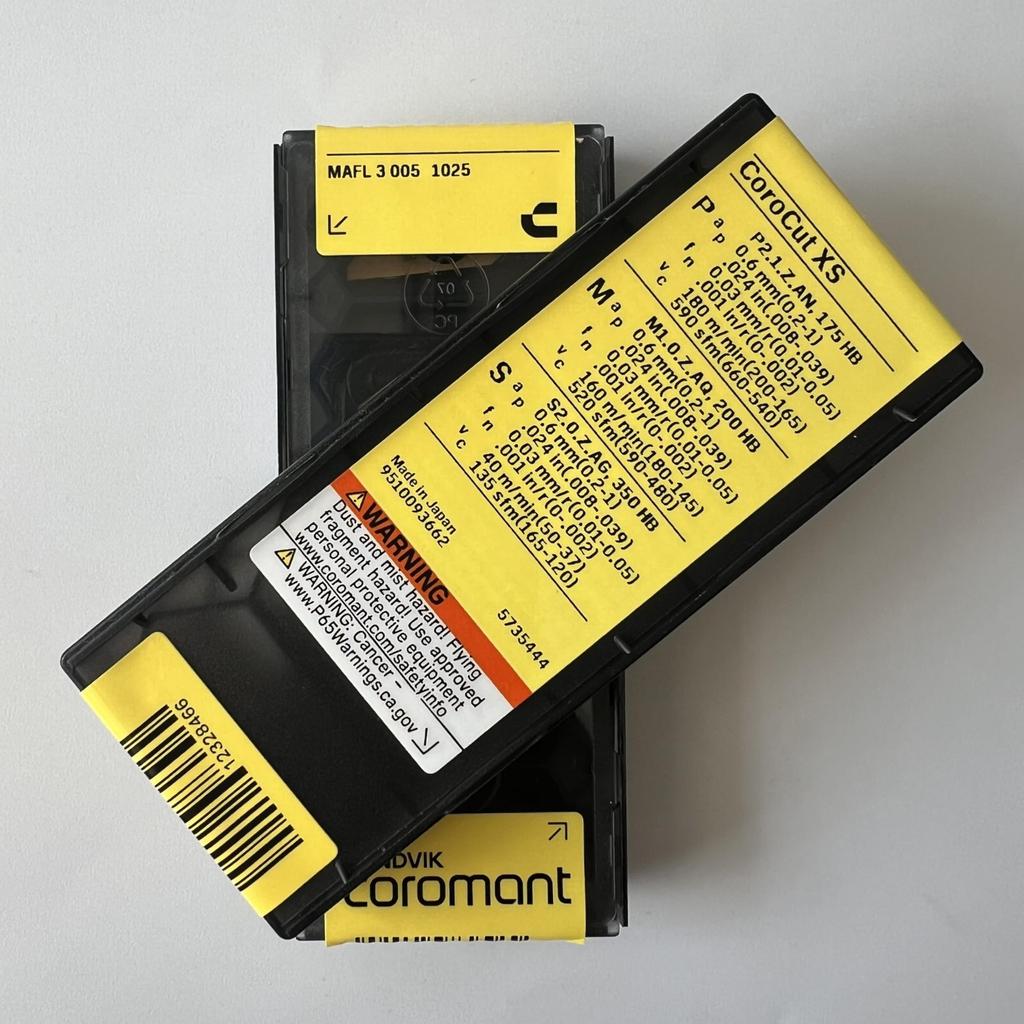 MAFL 3 005 1025
07
PC
CoroCut XS
P P2.1.Z.AN, 175 HB
ap 0.6 mm(0.2-1)
.024 in(.008-.039)
fn 0.03 mm/r(0.01-0.05)
.001 in/r(0-.002)
vc 180 m/min(200-165)
590 sfm(660-540)
M M1.0.Z.AQ, 200 HB
ap 0.6 mm(0.2-1)
.024 in(.008-.039)
fn 0.03 mm/r(0.01-0.05)
.001 in/r(0-.002)
vc 160 m/min(180-145)
520 sfm(590-480)
S S2.0.Z.AG, 350 HB
ap 0.6 mm(0.2-1)
.024 in(.008-.039)
fn 0.03 mm/r(0.01-0.05)
.001 in/r(0-.002)
vc 40 m/min(50-37)
135 sfm(165-120)
Made in Japan
9510093662
5735444
WARNING
Dust and mist hazard! Flying
fragment hazard! Use approved
personal protective equipment
www.coromant.com/safetyinfo
WARNING: Cancer –
www.P65Warnings.ca.gov
12328466
NDVIK
coromant